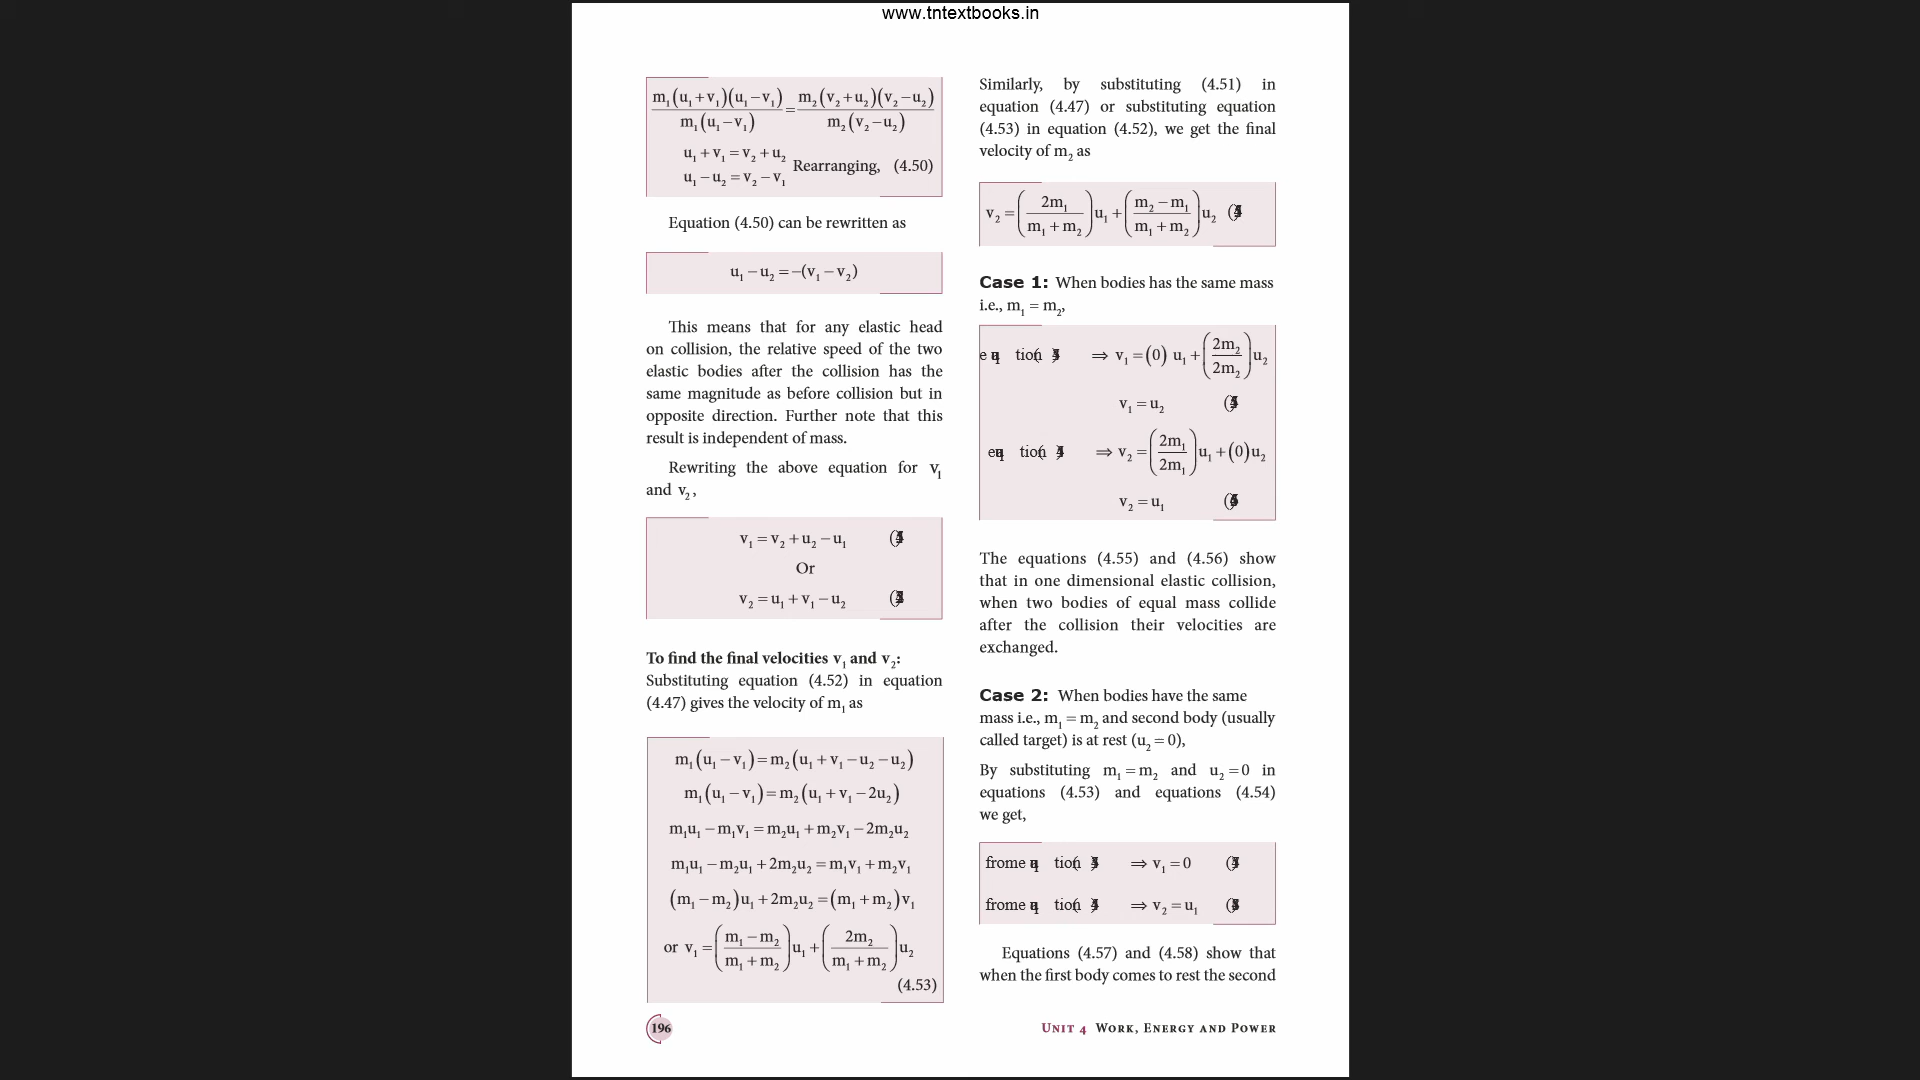 www.tntextbooks.in
m₁(u₁+v₁)(u₁−v₁)/m₁(u₁−v₁) = m₂(v₂+u₂)(v₂−u₂)/m₂(v₂−u₂)
u₁+v₁=v₂+u₂
Rearranging, (4.50)
u₁−u₂=v₂−v₁
Equation (4.50) can be rewritten as
u₁−u₂=−(v₁−v₂)
This means that for any elastic head
on collision, the relative speed of the two
elastic bodies after the collision has the
same magnitude as before collision but in
opposite direction. Further note that this
result is independent of mass.
Rewriting the above equation for v₁
and v₂,
v₁=v₂+u₂−u₁
Or
v₂=u₁+v₁−u₂
To find the final velocities v₁ and v₂:
Substituting equation (4.52) in equation
(4.47) gives the velocity of m₁ as
m₁(u₁−v₁)=m₂(u₁+v₁−u₂−u₂)
m₁(u₁−v₁)=m₂(u₁+v₁−2u₂)
m₁u₁−m₁v₁=m₂u₁+m₂v₁−2m₂u₂
m₁u₁−m₂u₁+2m₂u₂=m₁v₁+m₂v₁
(m₁−m₂)u₁+2m₂u₂=(m₁+m₂)v₁
or v₁=((m₁−m₂)/(m₁+m₂))u₁+(2m₂/(m₁+m₂))u₂
(4.53)
Similarly, by substituting (4.51) in
equation (4.47) or substituting equation
(4.53) in equation (4.52), we get the final
velocity of m₂ as
v₂=(2m₁/(m₁+m₂))u₁+((m₂−m₁)/(m₁+m₂))u₂
Case 1: When bodies has the same mass
i.e., m₁ = m₂,
⇒ v₁=(0) u₁+(2m₂/2m₂)u₂
v₁=u₂
⇒ v₂=(2m₁/2m₁)u₁+(0)u₂
v₂=u₁
The equations (4.55) and (4.56) show
that in one dimensional elastic collision,
when two bodies of equal mass collide
after the collision their velocities are
exchanged.
Case 2: When bodies have the same
mass i.e., m₁ = m₂ and second body (usually
called target) is at rest (u₂ = 0),
By substituting m₁=m₂ and u₂=0 in
equations (4.53) and equations (4.54)
we get,
from ⇒ v₁=0
from ⇒ v₂=u₁
Equations (4.57) and (4.58) show that
when the first body comes to rest the second
196
UNIT 4 WORK, ENERGY AND POWER